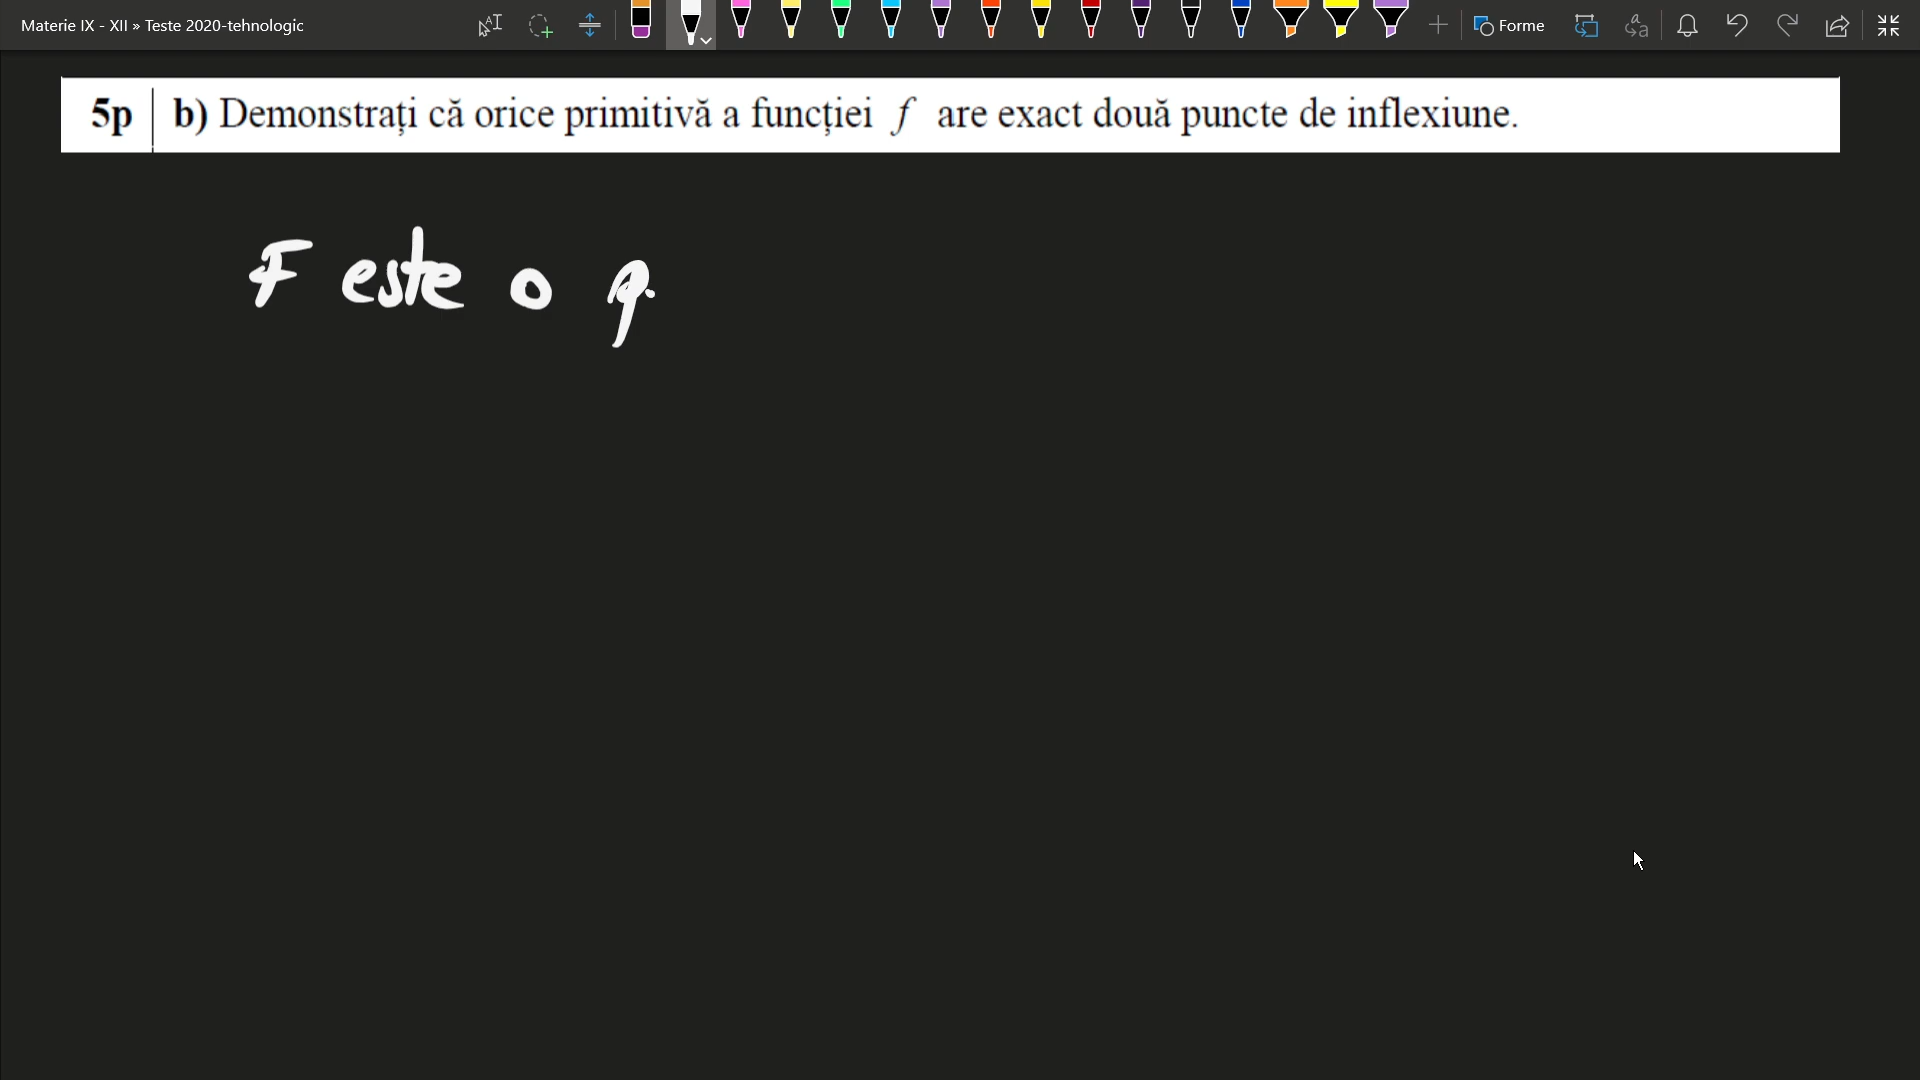 Materie IX - XII » Teste 2020-tehnologic
Forme
5p b) Demonstrați că orice primitivă a funcției f are exact două puncte de inflexiune.
F este o p